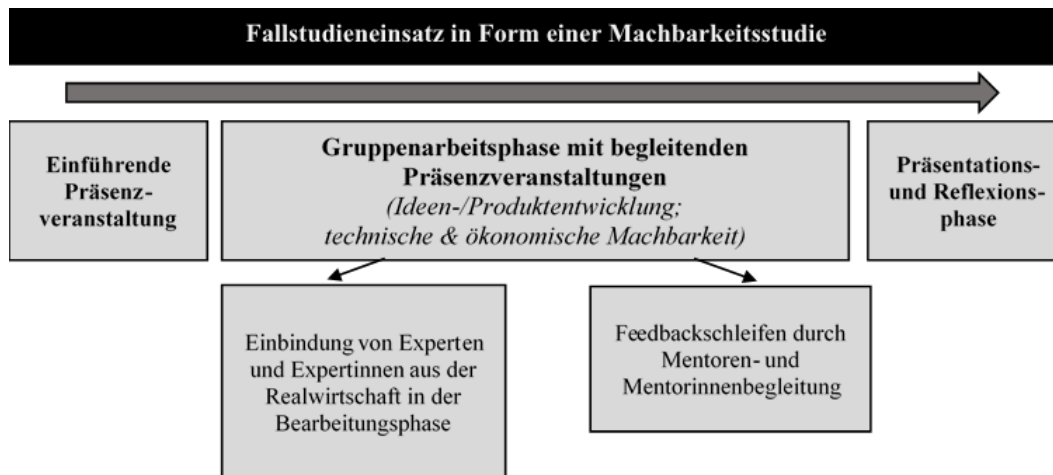 Fallstudieneinsatz in Form einer Machbarkeitsstudie
Einführende
Präsenz-
veranstaltung
Gruppenarbeitsphase mit begleitenden
Präsenzveranstaltungen
(Ideen-/Produktentwicklung;
technische & ökonomische Machbarkeit)
Präsentations-
und Reflexions-
phase
Einbindung von Experten
und Expertinnen aus der
Realwirtschaft in der
Bearbeitungsphase
Feedbackschleifen durch
Mentoren- und
Mentorinnenbegleitung